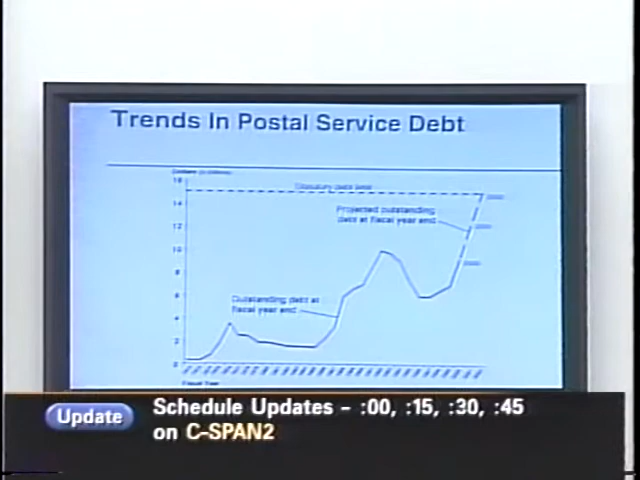 Trends In Postal Service Debt
Dollars (in billions)
16
Statutory debt limit
14
Projected outstanding
debt at fiscal year end
12
10
8
6
Outstanding debt at
fiscal year end
4
2
0
Fiscal Year
Update
Schedule Updates - :00, :15, :30, :45
on C-SPAN2